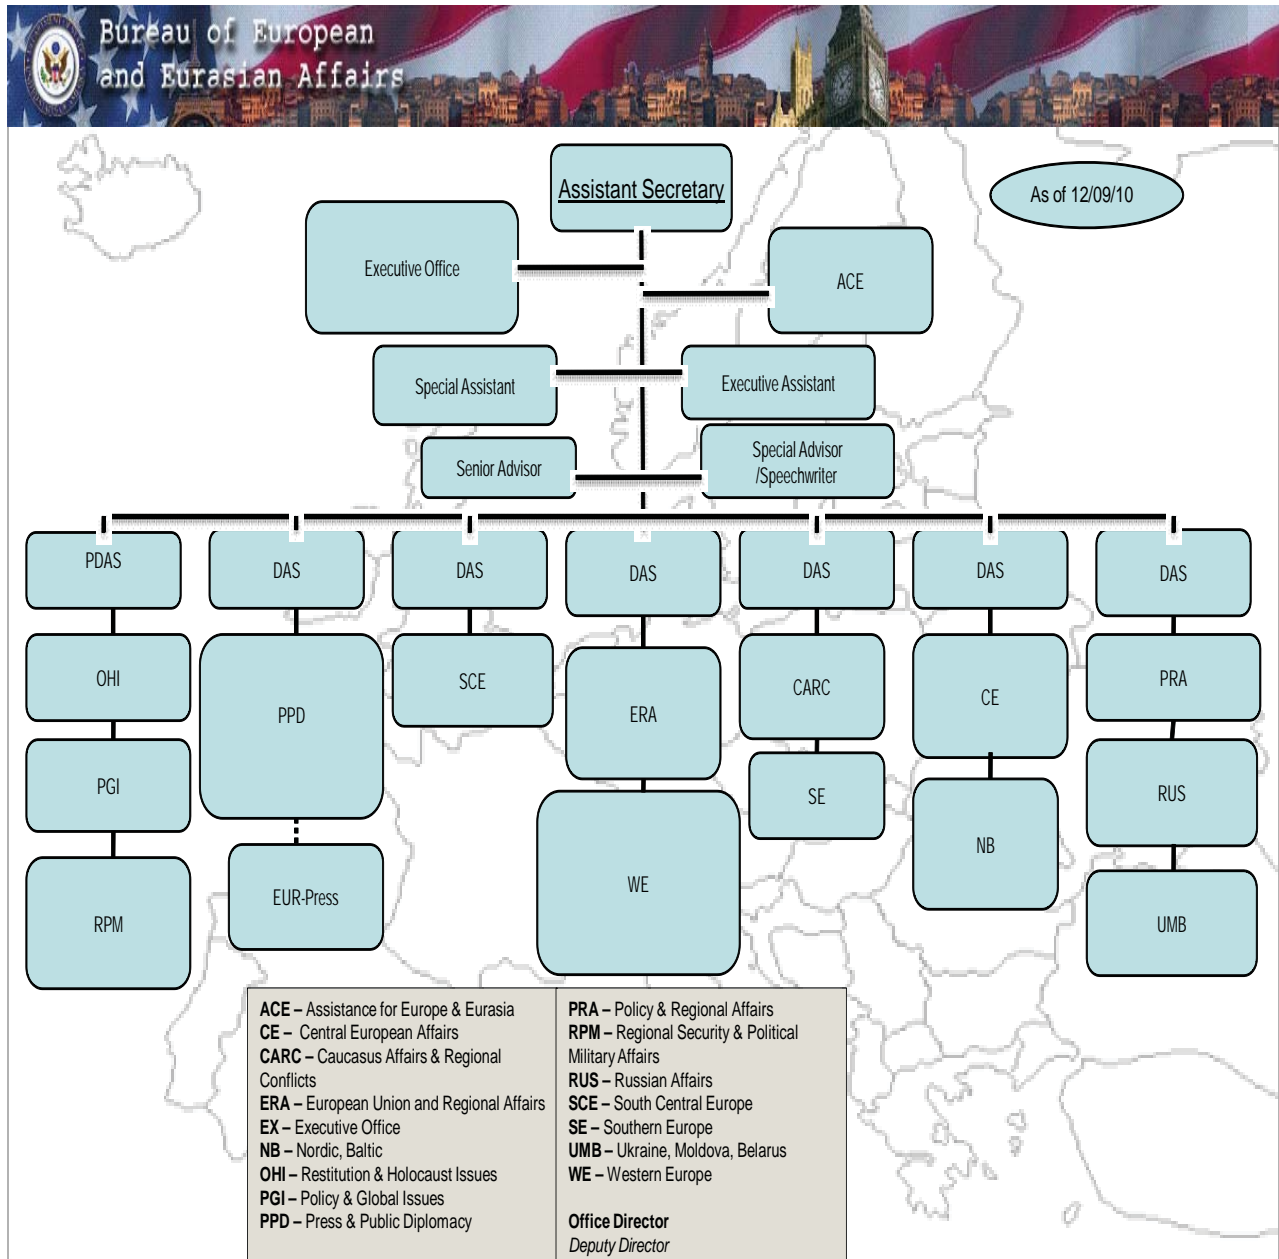 Bureau of European
and Eurasian Affairs
Assistant Secretary
As of 12/09/10
Executive Office
ACE
Special Assistant
Executive Assistant
Senior Advisor
Special Advisor
/Speechwriter
PDAS
DAS
DAS
DAS
DAS
DAS
DAS
OHI
PPD
SCE
ERA
CARC
CE
PRA
PGI
SE
RUS
WE
NB
EUR-Press
RPM
UMB
ACE – Assistance for Europe & Eurasia
CE – Central European Affairs
CARC – Caucasus Affairs & Regional
Conflicts
ERA – European Union and Regional Affairs
EX – Executive Office
NB – Nordic, Baltic
OHI – Restitution & Holocaust Issues
PGI – Policy & Global Issues
PPD – Press & Public Diplomacy
PRA – Policy & Regional Affairs
RPM – Regional Security & Political
Military Affairs
RUS – Russian Affairs
SCE – South Central Europe
SE – Southern Europe
UMB – Ukraine, Moldova, Belarus
WE – Western Europe
Office Director
Deputy Director